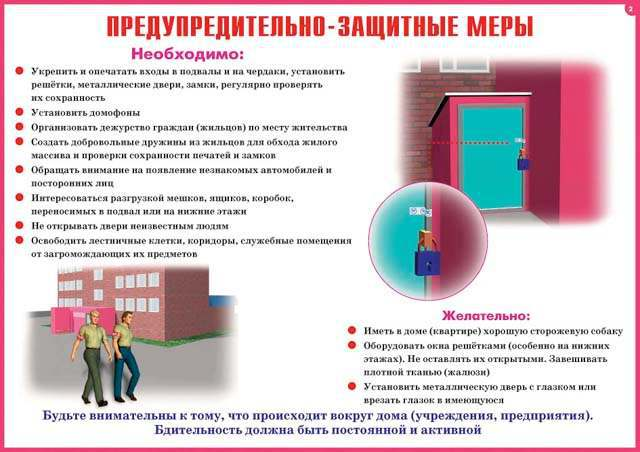 2
ПРЕДУПРЕДИТЕЛЬНО-ЗАЩИТНЫЕ МЕРЫ
Необходимо:
Укрепить и опечатать входы в подвалы и на чердаки, установить
решётки, металлические двери, замки, регулярно проверять
их сохранность
Установить домофоны
Организовать дежурство граждан (жильцов) по месту жительства
Создать добровольные дружины из жильцов для обхода жилого
массива и проверки сохранности печатей и замков
Обращать внимание на появление незнакомых автомобилей и
посторонних лиц
Интересоваться разгрузкой мешков, ящиков, коробок,
переносимых в подвал или на нижние этажи
Не открывать двери неизвестным людям
Освободить лестничные клетки, коридоры, служебные помещения
от загромождающих их предметов
Желательно:
Иметь в доме (квартире) хорошую сторожевую собаку
Оборудовать окна решётками (особенно на нижних
этажах). Не оставлять их открытыми. Завешивать
плотной тканью (жалюзи)
Установить металлическую дверь с глазком или
врезать глазок в имеющуюся
Будьте внимательны к тому, что происходит вокруг дома (учреждения, предприятия).
Бдительность должна быть постоянной и активной